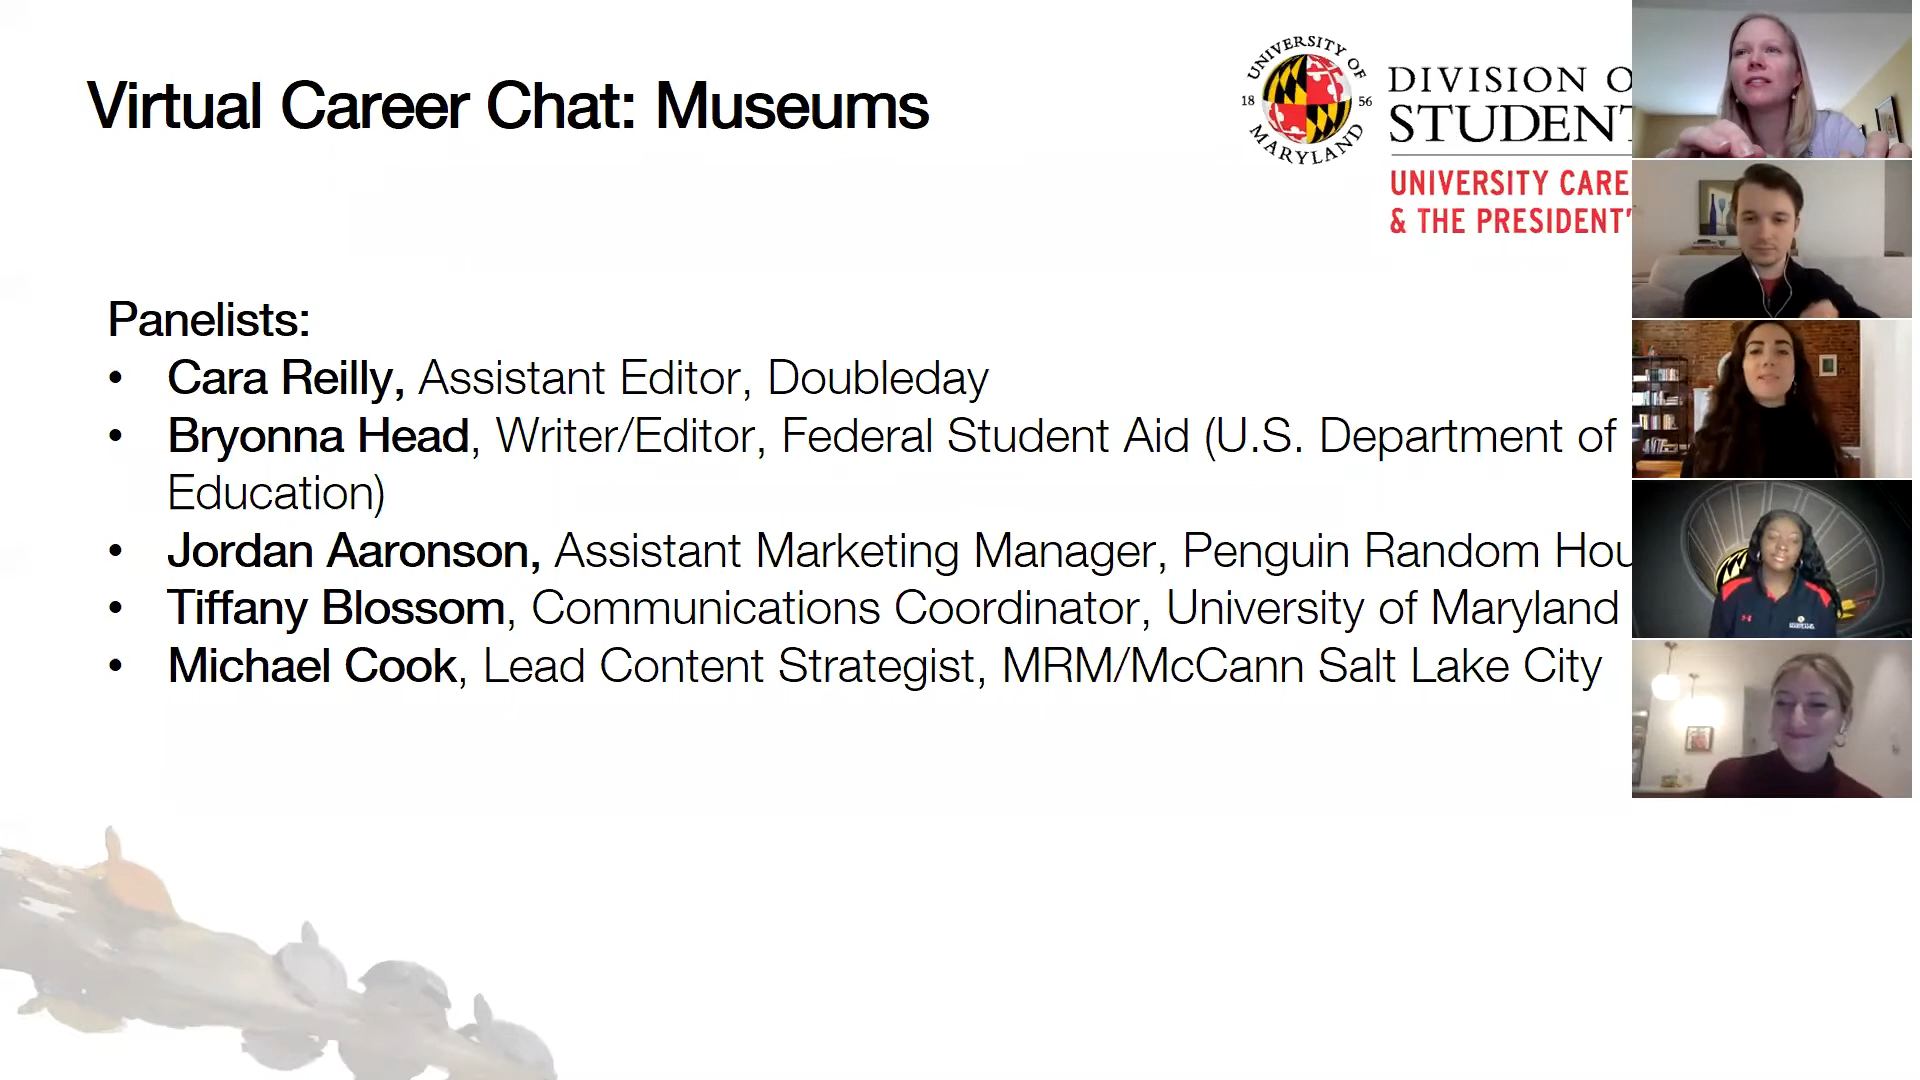 Virtual Career Chat: Museums
UNIVERSITY OF
18 56
MARYLAND
DIVISION O
STUDENT
UNIVERSITY CARE
& THE PRESIDENT'
Panelists:
• Cara Reilly, Assistant Editor, Doubleday
• Bryonna Head, Writer/Editor, Federal Student Aid (U.S. Department of
Education)
• Jordan Aaronson, Assistant Marketing Manager, Penguin Random Hou
• Tiffany Blossom, Communications Coordinator, University of Maryland
• Michael Cook, Lead Content Strategist, MRM/McCann Salt Lake City